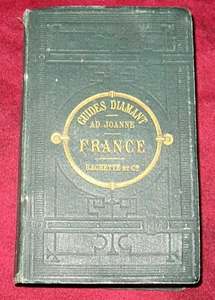 GUIDES DIAMANT
AD. JOANNE
FRANCE
HACHETTE ET Cie